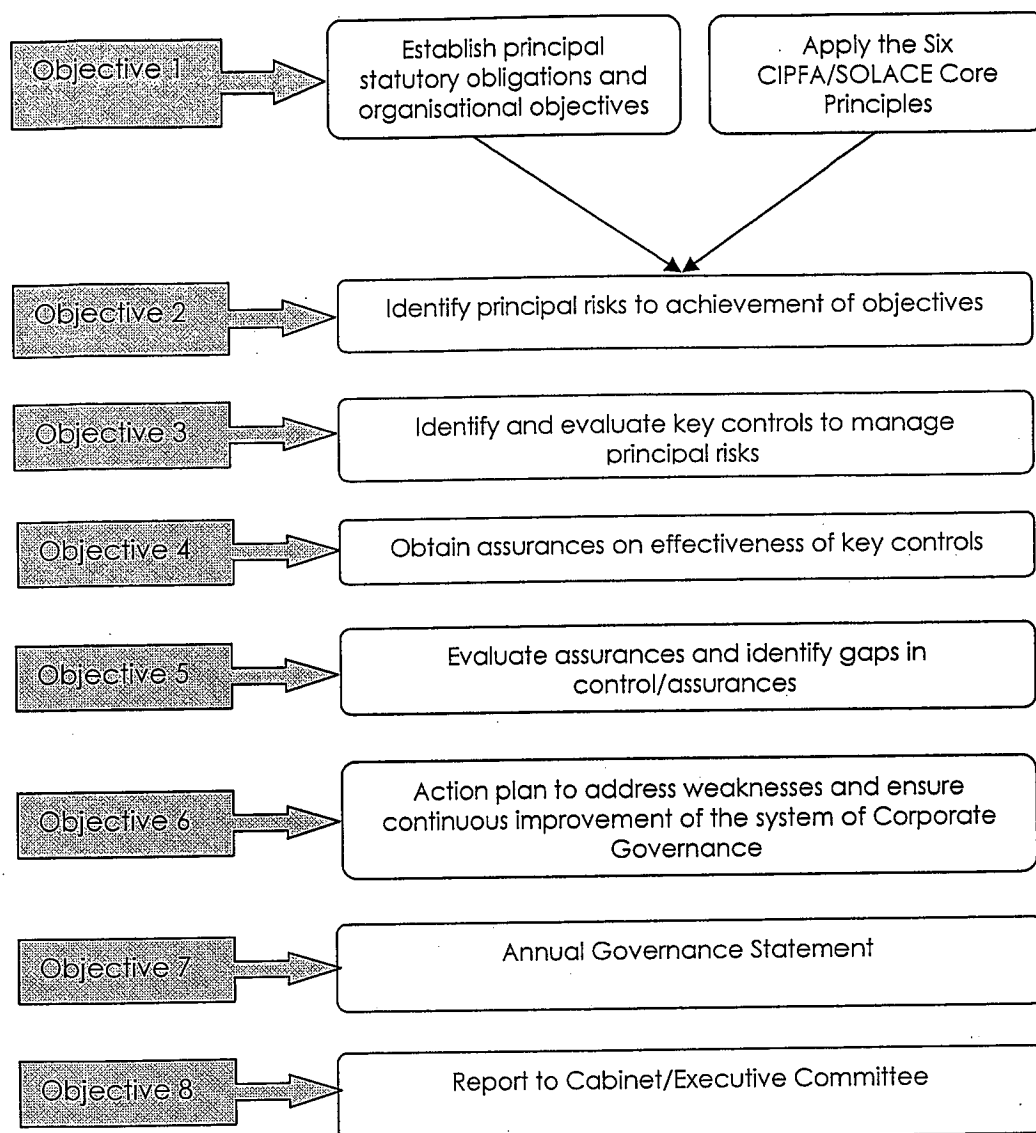 Objective 1
Establish principal
statutory obligations and
organisational objectives
Apply the Six
CIPFA/SOLACE Core
Principles
Objective 2
Identify principal risks to achievement of objectives
Objective 3
Identify and evaluate key controls to manage
principal risks
Objective 4
Obtain assurances on effectiveness of key controls
Objective 5
Evaluate assurances and identify gaps in
control/assurances
Objective 6
Action plan to address weaknesses and ensure
continuous improvement of the system of Corporate
Governance
Objective 7
Annual Governance Statement
Objective 8
Report to Cabinet/Executive Committee